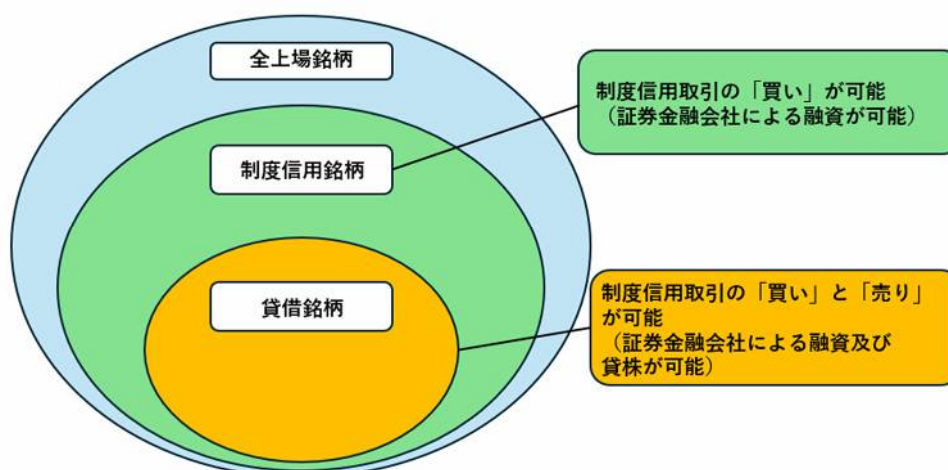 全上場銘柄
制度信用取引の「買い」が可能
（証券金融会社による融資が可能）
制度信用銘柄
貸借銘柄
制度信用取引の「買い」と「売り」
が可能
（証券金融会社による融資及び
貸株が可能）